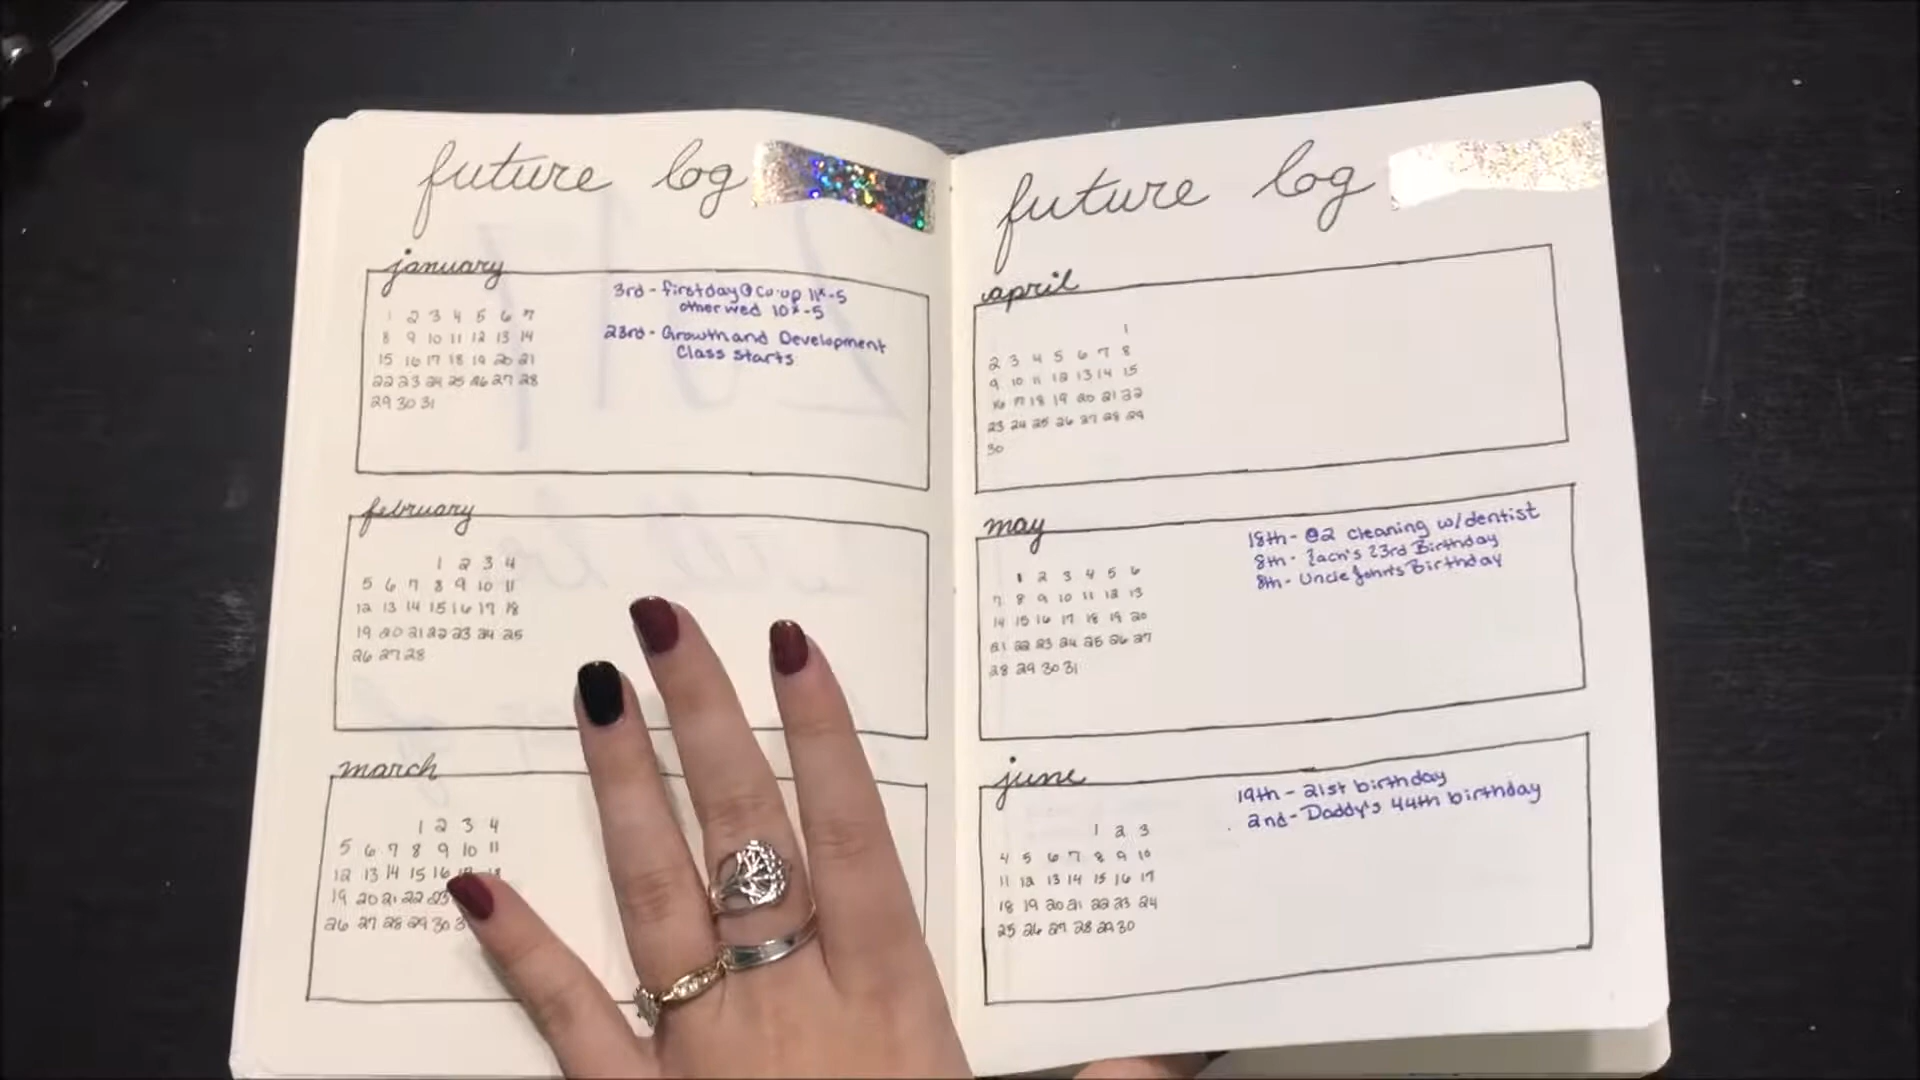 future log
january
1 2 3 4 5 6 7
8 9 10 11 12 13 14
15 16 17 18 19 20 21
22 23 24 25 26 27 28
29 30 31
3rd - first day @ Co-op 11-5
other wed 10-5
23rd - Growth and Development
Class starts
february
1 2 3 4
5 6 7 8 9 10 11
12 13 14 15 16 17 18
19 20 21 22 23 24 25
26 27 28
march
1 2 3 4
5 6 7 8 9 10 11
12 13 14 15 16 17 18
19 20 21 22 23
26 27 28 29 30
future log
april
1
2 3 4 5 6 7 8
9 10 11 12 13 14 15
16 17 18 19 20 21 22
23 24 25 26 27 28 29
30
may
1 2 3 4 5 6
7 8 9 10 11 12 13
14 15 16 17 18 19 20
21 22 23 24 25 26 27
28 29 30 31
18th - @2 cleaning w/dentist
8th - Zach's 23rd Birthday
8th - Uncle John's Birthday
june
1 2 3
4 5 6 7 8 9 10
11 12 13 14 15 16 17
18 19 20 21 22 23 24
25 26 27 28 29 30
19th - 21st birthday
2nd - Daddy's 44th birthday